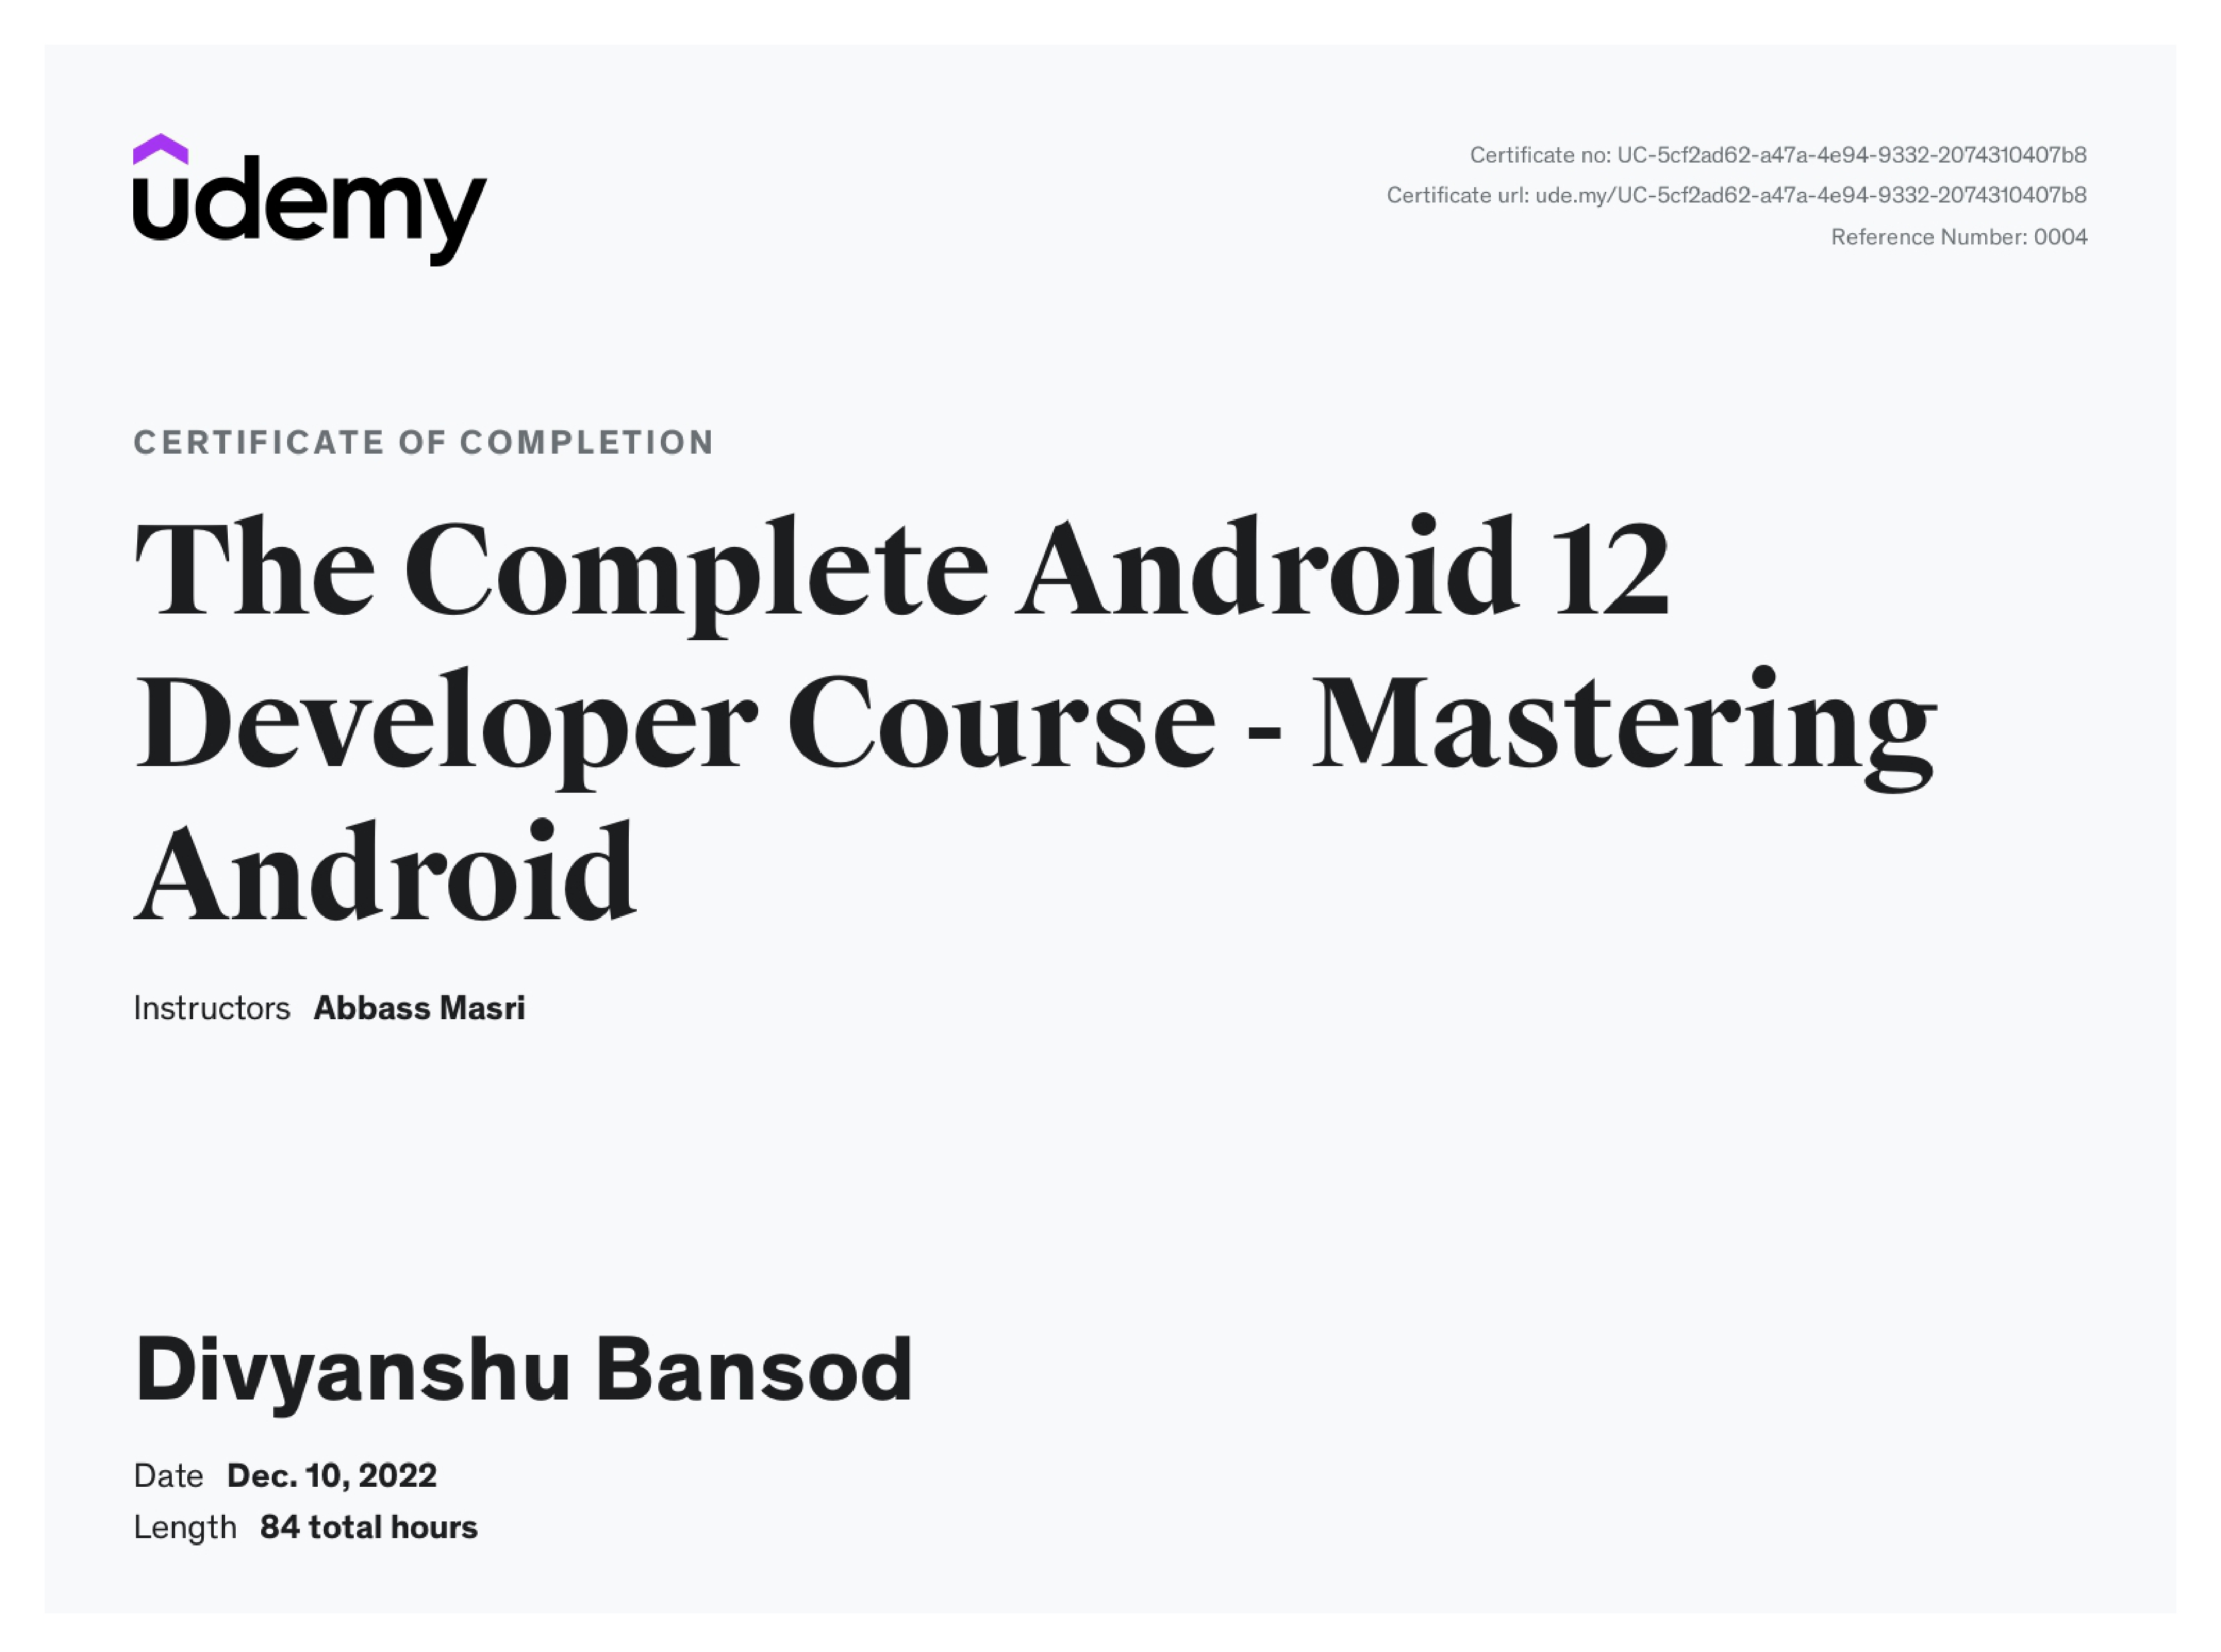 udemy
Certificate no: UC-5cf2ad62-a47a-4e94-9332-2074310407b8
Certificate url: ude.my/UC-5cf2ad62-a47a-4e94-9332-2074310407b8
Reference Number: 0004
CERTIFICATE OF COMPLETION
The Complete Android 12
Developer Course - Mastering
Android
Instructors Abbass Masri
Divyanshu Bansod
Date Dec. 10, 2022
Length 84 total hours